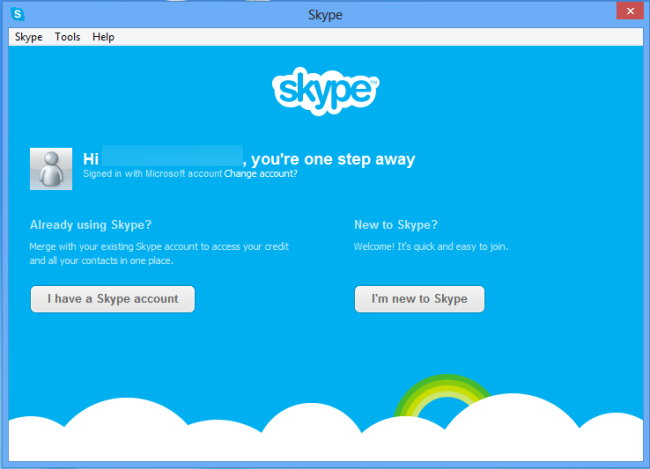 Skype
Skype Tools Help
skype™
Hi , you're one step away
Signed in with Microsoft account Change account?
Already using Skype?
Merge with your existing Skype account to access your credit
and all your contacts in one place.
I have a Skype account
New to Skype?
Welcome! It's quick and easy to join.
I'm new to Skype